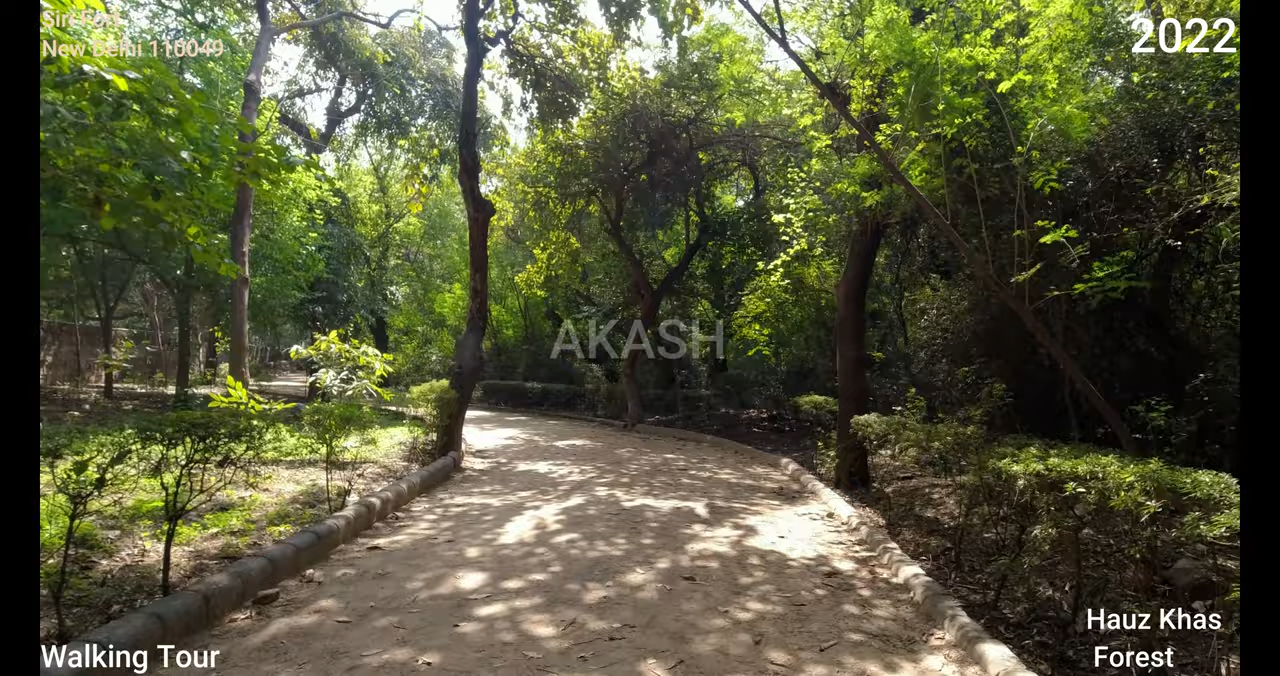 Siri Fort
New Delhi 110049
2022
AKASH
Walking Tour
Hauz Khas
Forest